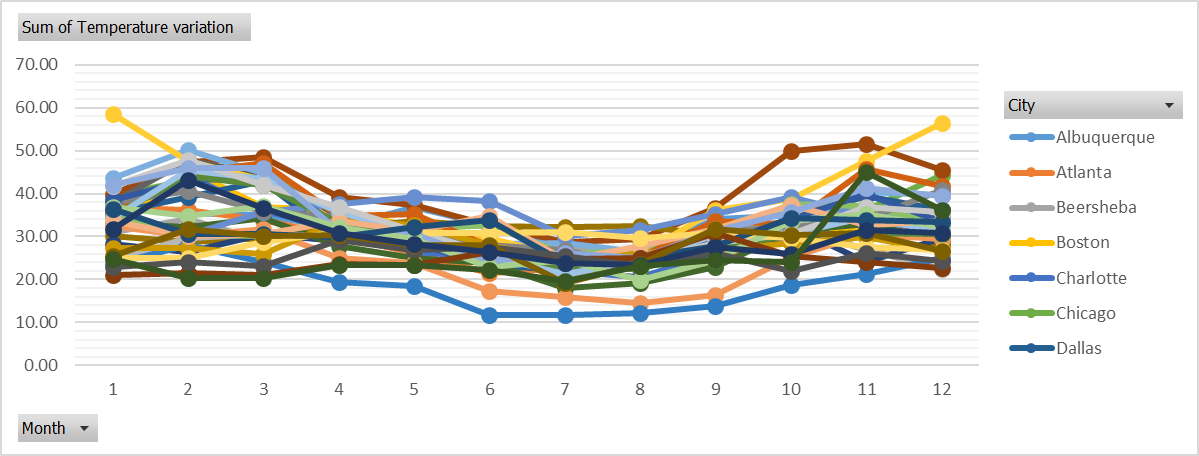 Sum of Temperature variation
70.00
60.00
50.00
40.00
30.00
20.00
10.00
0.00
1 2 3 4 5 6 7 8 9 10 11 12
Month
City
Albuquerque
Atlanta
Beersheba
Boston
Charlotte
Chicago
Dallas